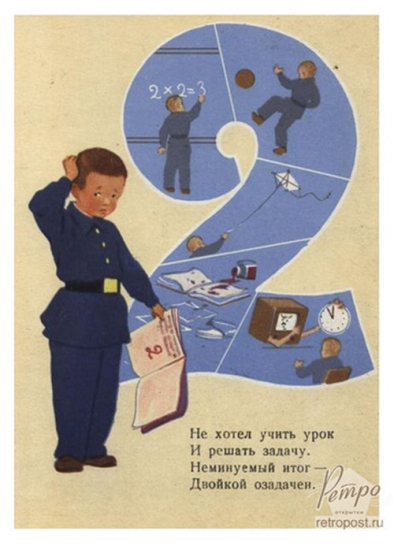 2 × 2 = 3
2
Не хотел учить урок
И решать задачу.
Неминуемый итог —
Двойкой озадачен.
Ретро
открытки
retropost.ru